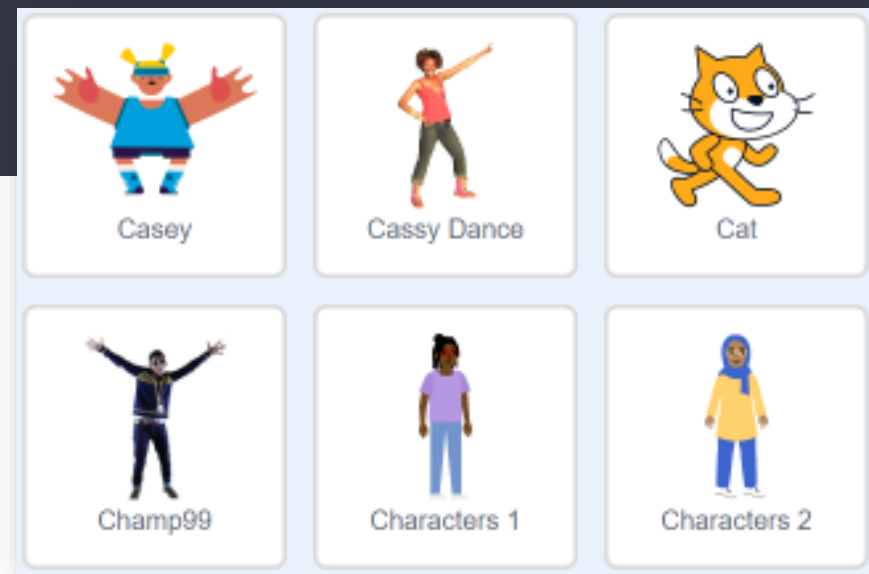 Casey
Cassy Dance
Cat
Champ99
Characters 1
Characters 2